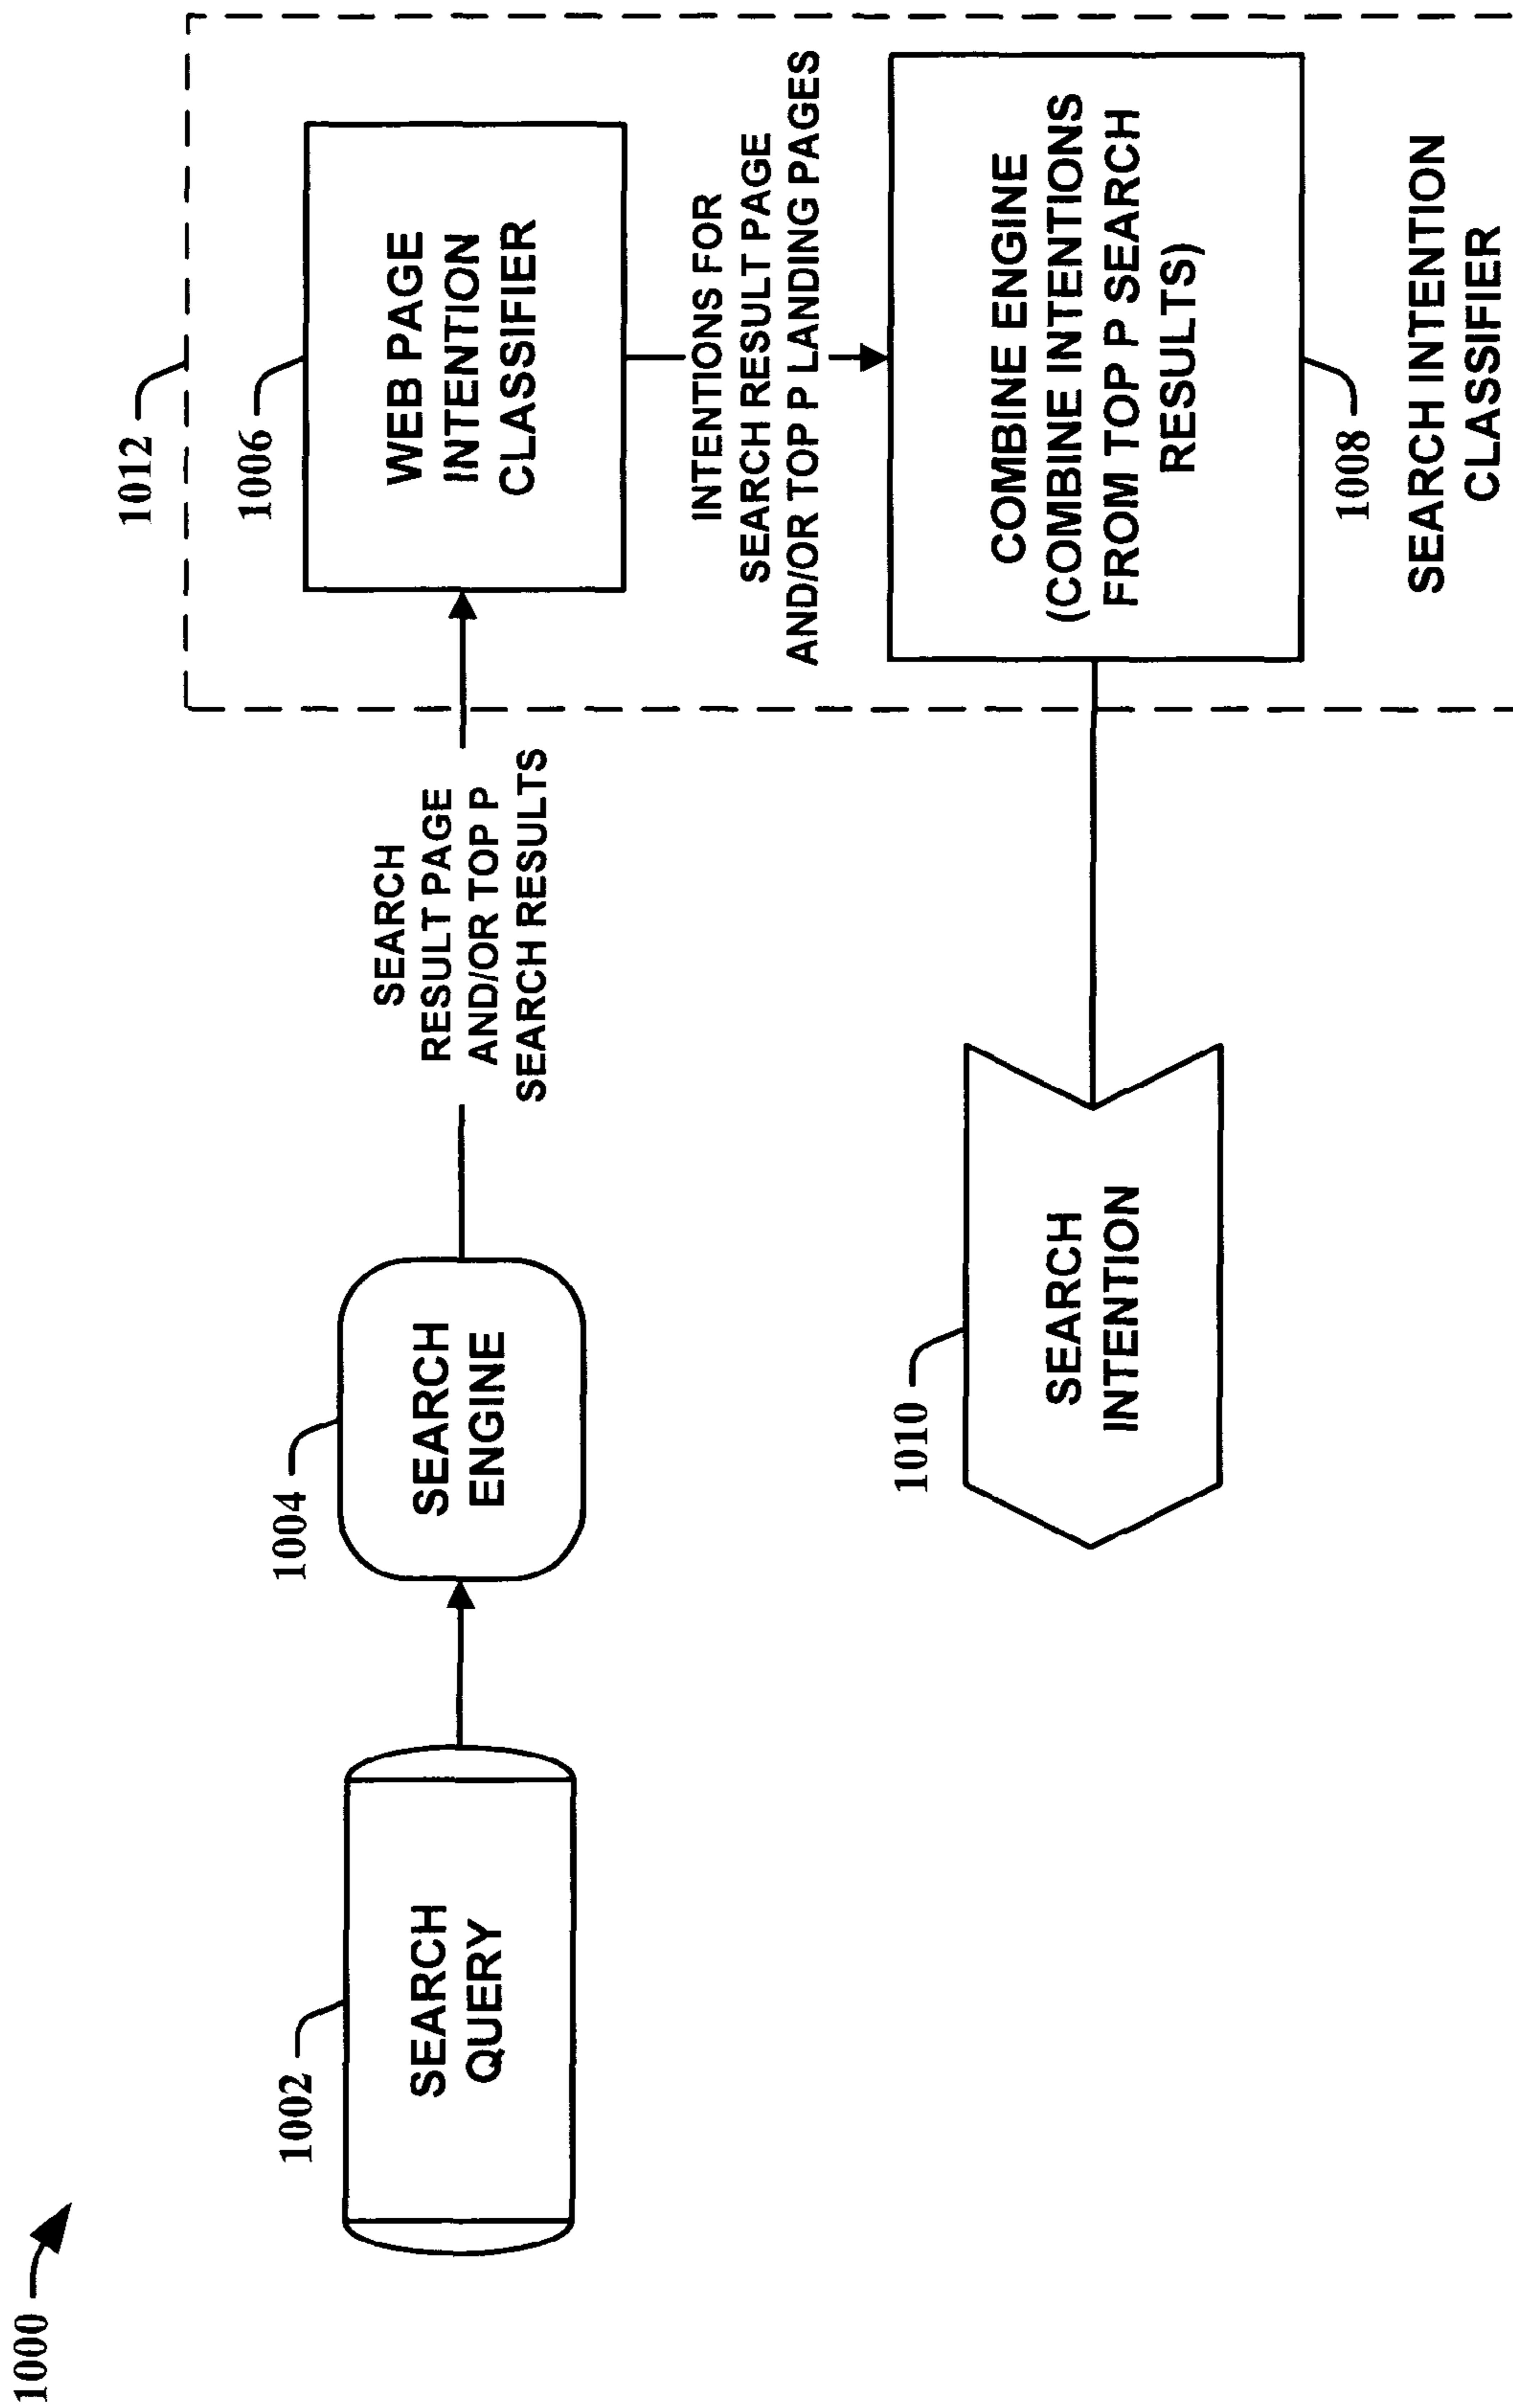 1000
1012
1006
WEB PAGE
INTENTION
CLASSIFIER
1004
SEARCH
ENGINE
1002
SEARCH
QUERY
SEARCH
RESULT PAGE
AND/OR TOP P
SEARCH RESULTS
INTENTIONS FOR
SEARCH RESULT PAGE
AND/OR TOP P LANDING PAGES
1010
SEARCH
INTENTION
COMBINE ENGINE
(COMBINE INTENTIONS
FROM TOP P SEARCH
RESULTS)
1008
SEARCH INTENTION
CLASSIFIER